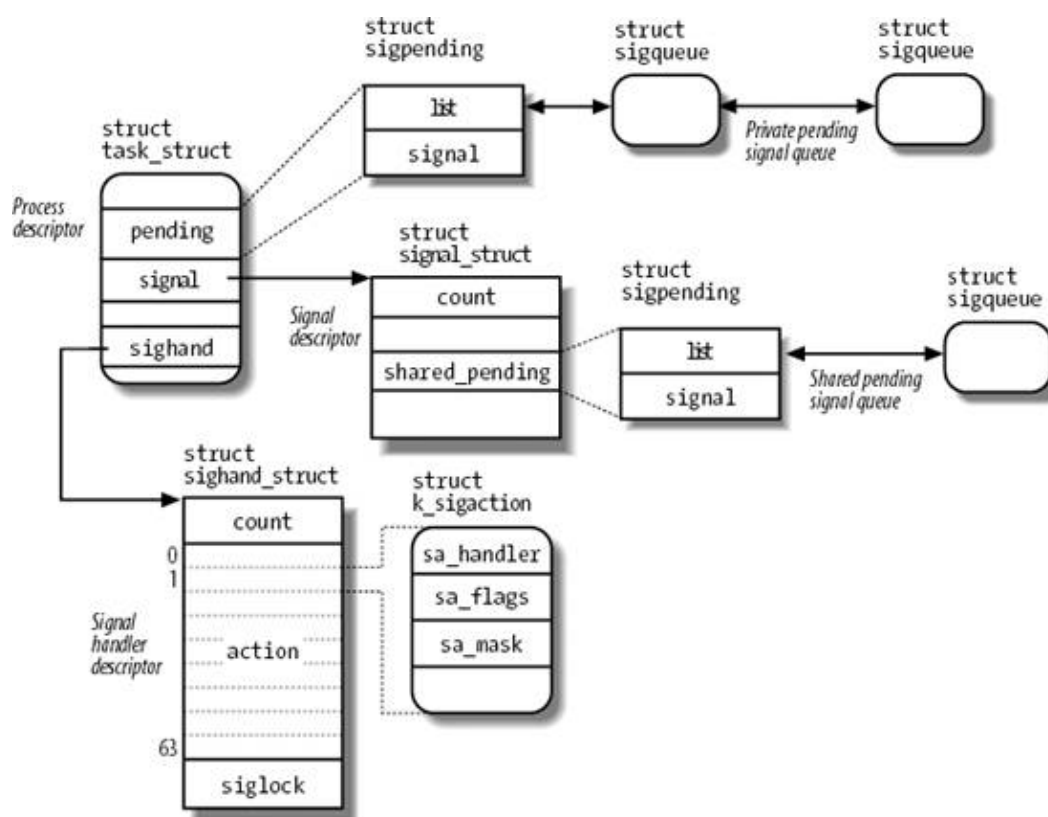 struct
task_struct
Process
descriptor
pending
signal
sighand
struct
sigpending
list
signal
struct
sigqueue
Private pending
signal queue
struct
sigqueue
struct
signal_struct
Signal
descriptor
count
shared_pending
struct
sigpending
list
signal
Shared pending
signal queue
struct
sigqueue
struct
sighand_struct
count
0
1
Signal
handler
descriptor
action
63
siglock
struct
k_sigaction
sa_handler
sa_flags
sa_mask